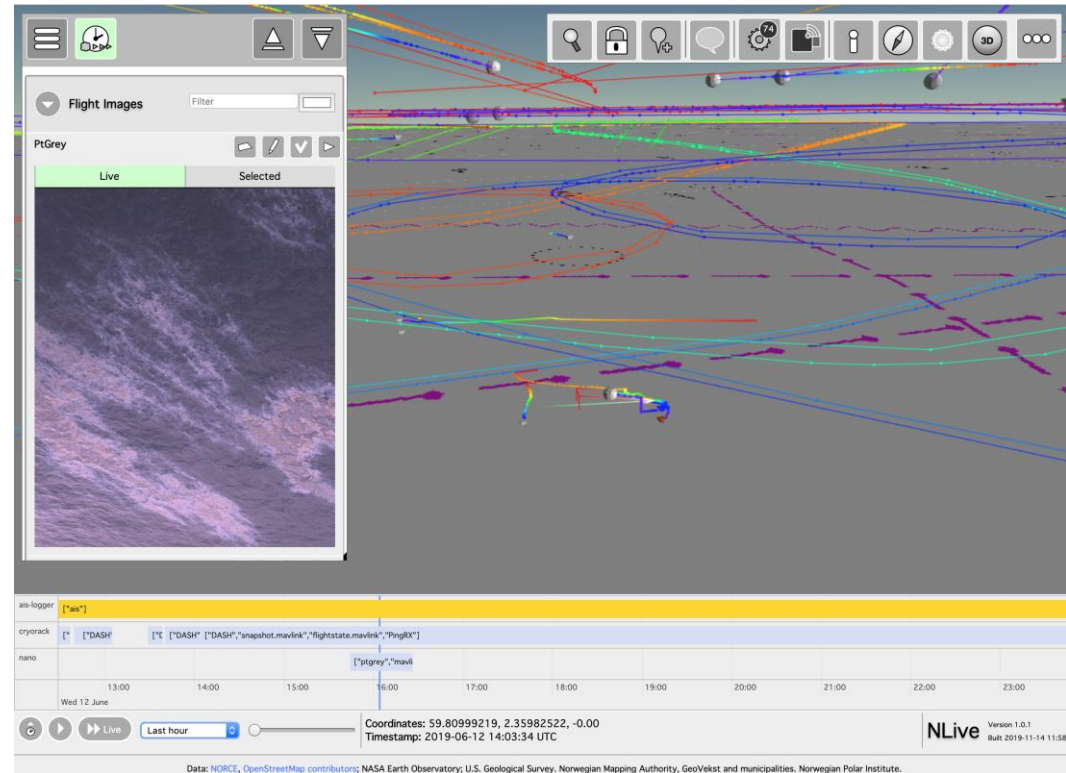 74
3D
Flight Images
Filter
PtGrey
Live
Selected
ais-logger
["ais"]
cryorack
["
["DASH"
["D
["DASH"
["DASH","snapshot.mavlink","flightstate.mavlink","PingRX"]
nano
["ptgrey","mavli
13:00
14:00
15:00
16:00
17:00
18:00
19:00
20:00
21:00
22:00
23:00
Wed 12 June
Live
Last hour
Coordinates: 59.80999219, 2.35982522, -0.00
Timestamp: 2019-06-12 14:03:34 UTC
NLive
Version 1.0.1
Built 2019-11-14 11:58
Data: NORCE, OpenStreetMap contributors; NASA Earth Observatory; U.S. Geological Survey. Norwegian Mapping Authority, GeoVekst and municipalities. Norwegian Polar Institute.